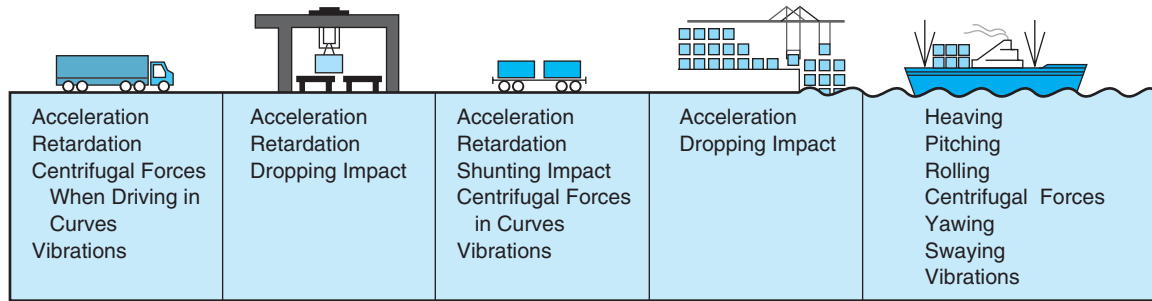 Acceleration
Retardation
Centrifugal Forces
When Driving in
Curves
Vibrations
Acceleration
Retardation
Dropping Impact
Acceleration
Retardation
Shunting Impact
Centrifugal Forces
in Curves
Vibrations
Acceleration
Dropping Impact
Heaving
Pitching
Rolling
Centrifugal Forces
Yawing
Swaying
Vibrations